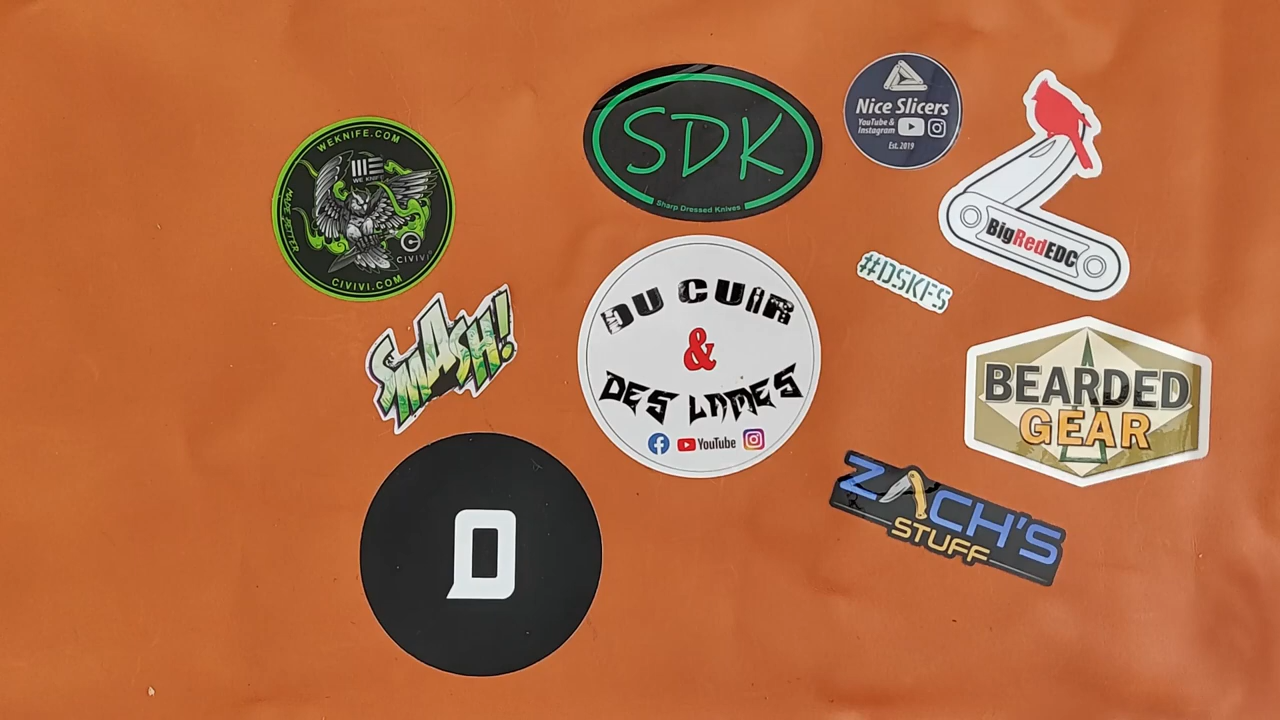 WEKNIFE.COM
WE KNIFE
MADE BETTER
CIVIVI
CIVIVI.COM
SDK
Sharp Dressed Knives
Nice Slicers
YouTube &
Instagram
Est. 2019
BigRedEDC
#DSKFS
SMASH!
DU CUIR
&
DES LAMES
YouTube
BEARDED
GEAR
ZACH'S
STUFF
D